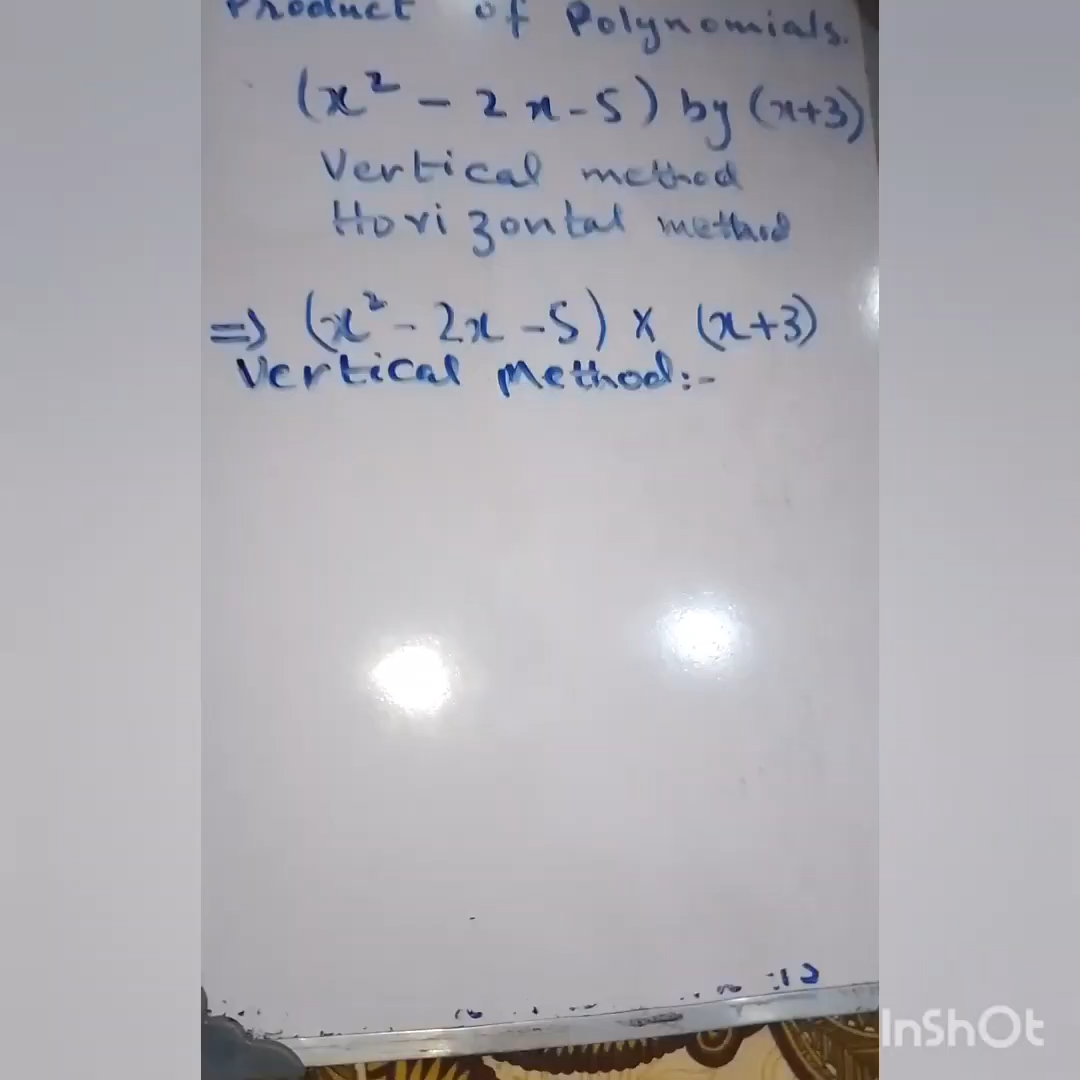 Product of Polynomials.
(x² - 2x-5) by (x+3)
Vertical method
Horizontal method
=> (x² - 2x -5) × (x+3)
Vertical Method:-
InShOt